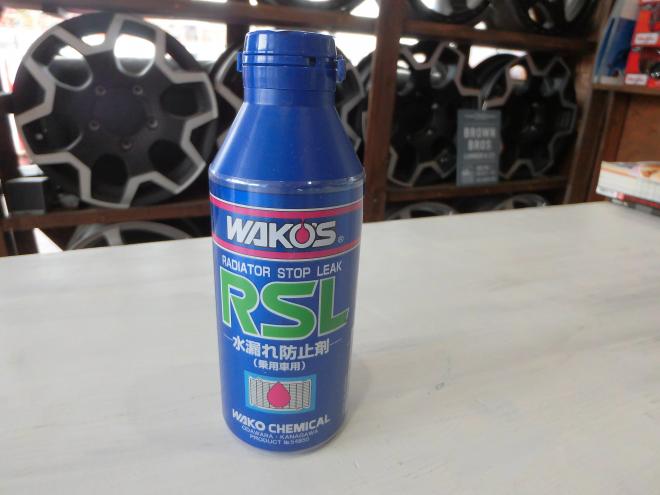 WAKO'S®
RADIATOR STOP LEAK
RSL
水漏れ防止剤
(乗用車用)
WAKO CHEMICAL
ODAWARA・KANAGAWA
BROWN
BROS